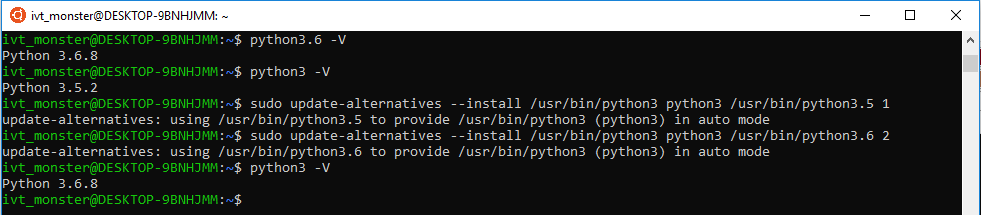 ivt_monster@DESKTOP-9BNHJMM: ~
ivt_monster@DESKTOP-9BNHJMM:~$ python3.6 -V
Python 3.6.8
ivt_monster@DESKTOP-9BNHJMM:~$ python3 -V
Python 3.5.2
ivt_monster@DESKTOP-9BNHJMM:~$ sudo update-alternatives --install /usr/bin/python3 python3 /usr/bin/python3.5 1
update-alternatives: using /usr/bin/python3.5 to provide /usr/bin/python3 (python3) in auto mode
ivt_monster@DESKTOP-9BNHJMM:~$ sudo update-alternatives --install /usr/bin/python3 python3 /usr/bin/python3.6 2
update-alternatives: using /usr/bin/python3.6 to provide /usr/bin/python3 (python3) in auto mode
ivt_monster@DESKTOP-9BNHJMM:~$ python3 -V
Python 3.6.8
ivt_monster@DESKTOP-9BNHJMM:~$